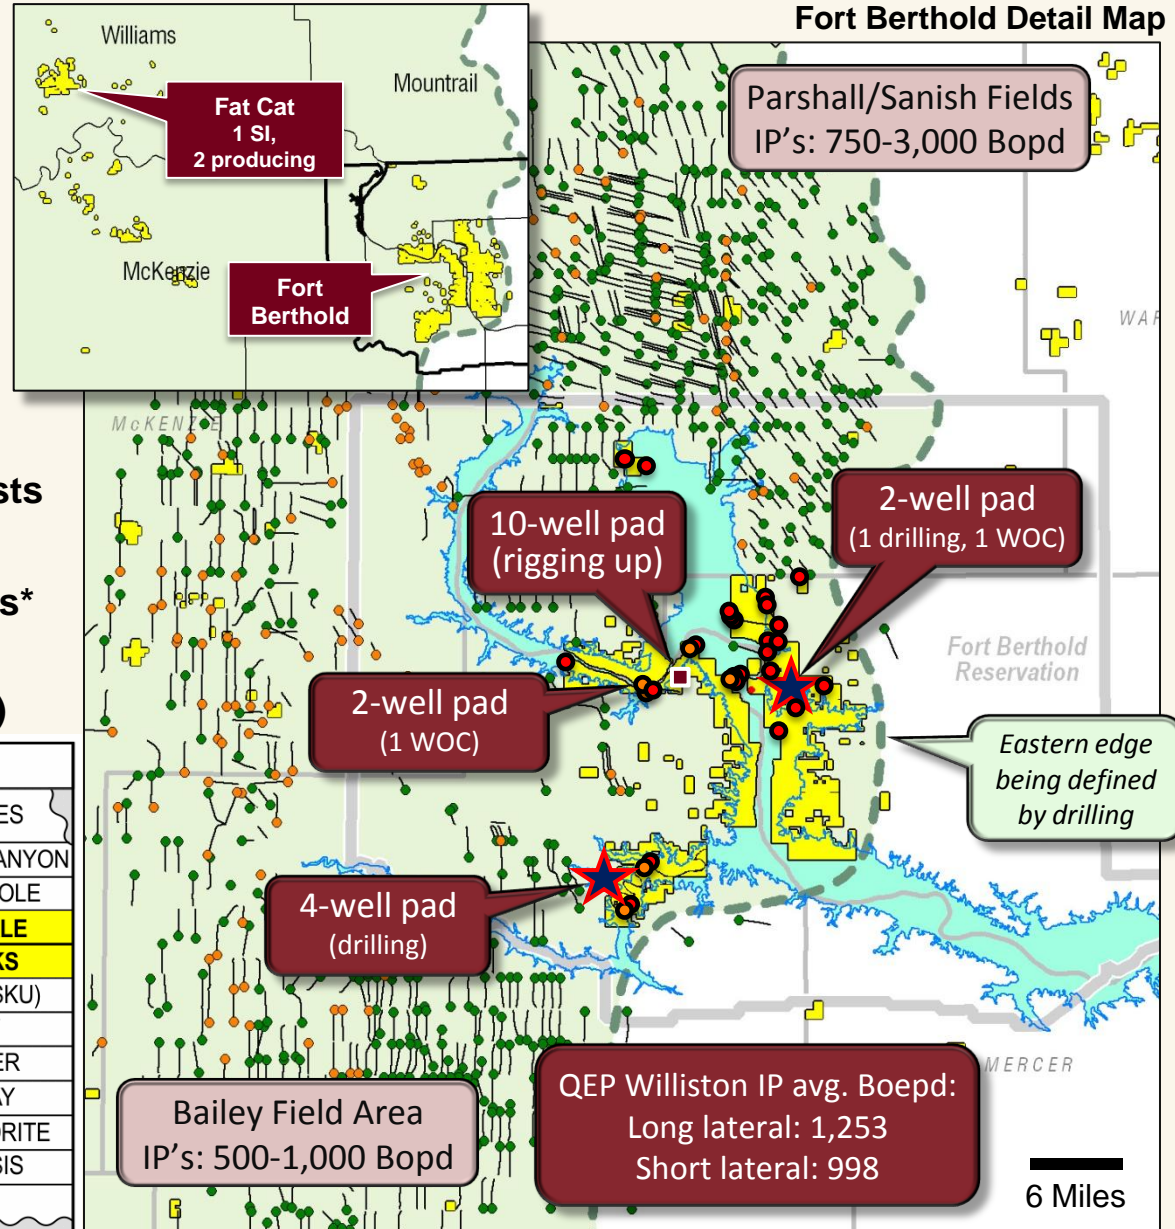 Fort Berthold Detail Map
Williams
Mountrail
Fat Cat
1 SI,
2 producing
McKenzie
Fort
Berthold
Parshall/Sanish Fields
IP's: 750-3,000 Bopd
McKENZIE
10-well pad
(rigging up)
2-well pad
(1 drilling, 1 WOC)
Fort Berthold
Reservation
2-well pad
(1 WOC)
Eastern edge
being defined
by drilling
4-well pad
(drilling)
Bailey Field Area
IP's: 500-1,000 Bopd
QEP Williston IP avg. Boepd:
Long lateral: 1,253
Short lateral: 998
MERCER
6 Miles